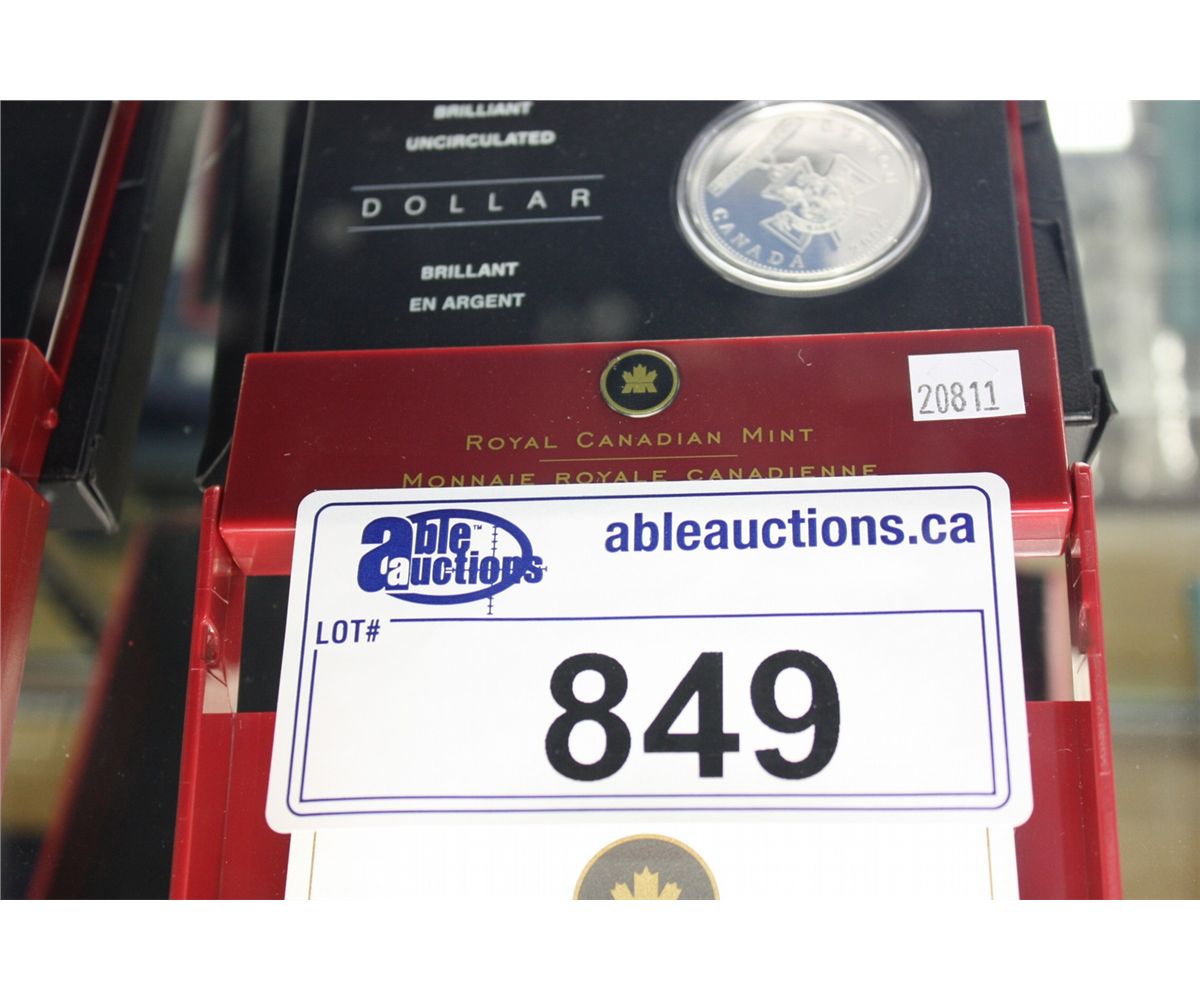 BRILLIANT
UNCIRCULATED
DOLLAR
BRILLANT
EN ARGENT
CANADA
20811
ROYAL CANADIAN MINT
MONNAIE ROYALE CANADIENNE
able™
auctions
ableauctions.ca
LOT#
849